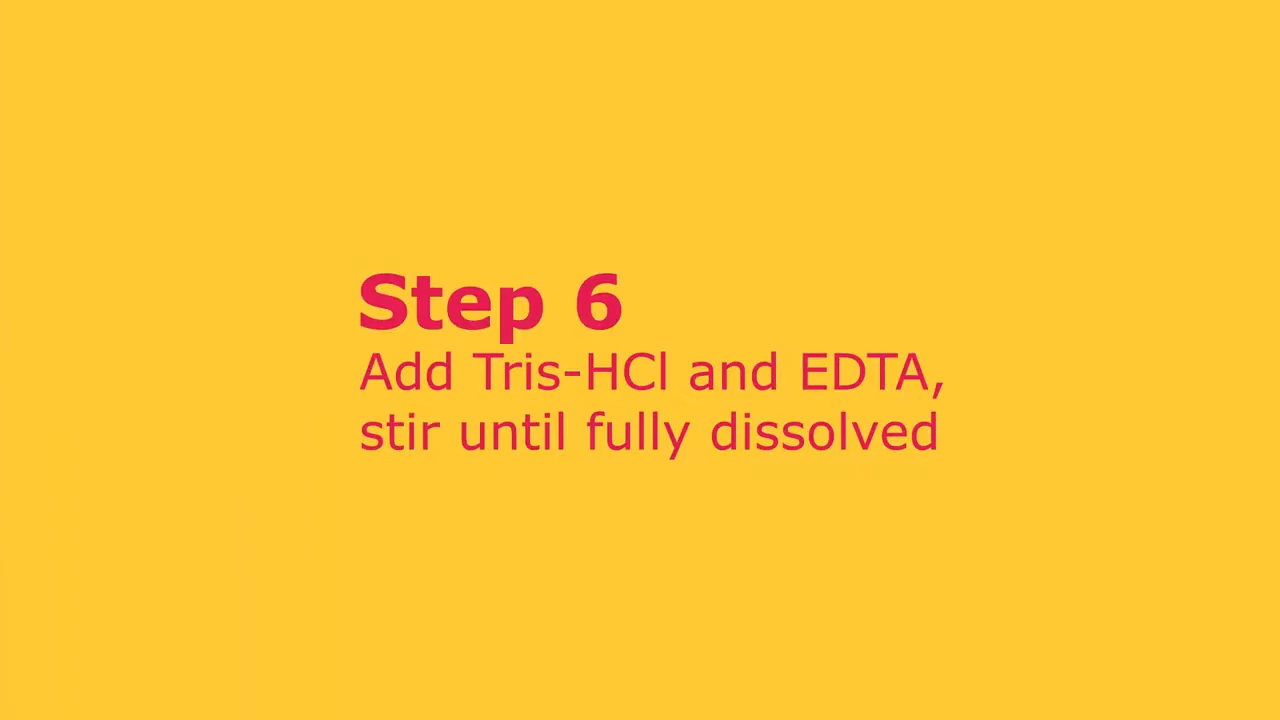 Step 6
Add Tris-HCl and EDTA,
stir until fully dissolved